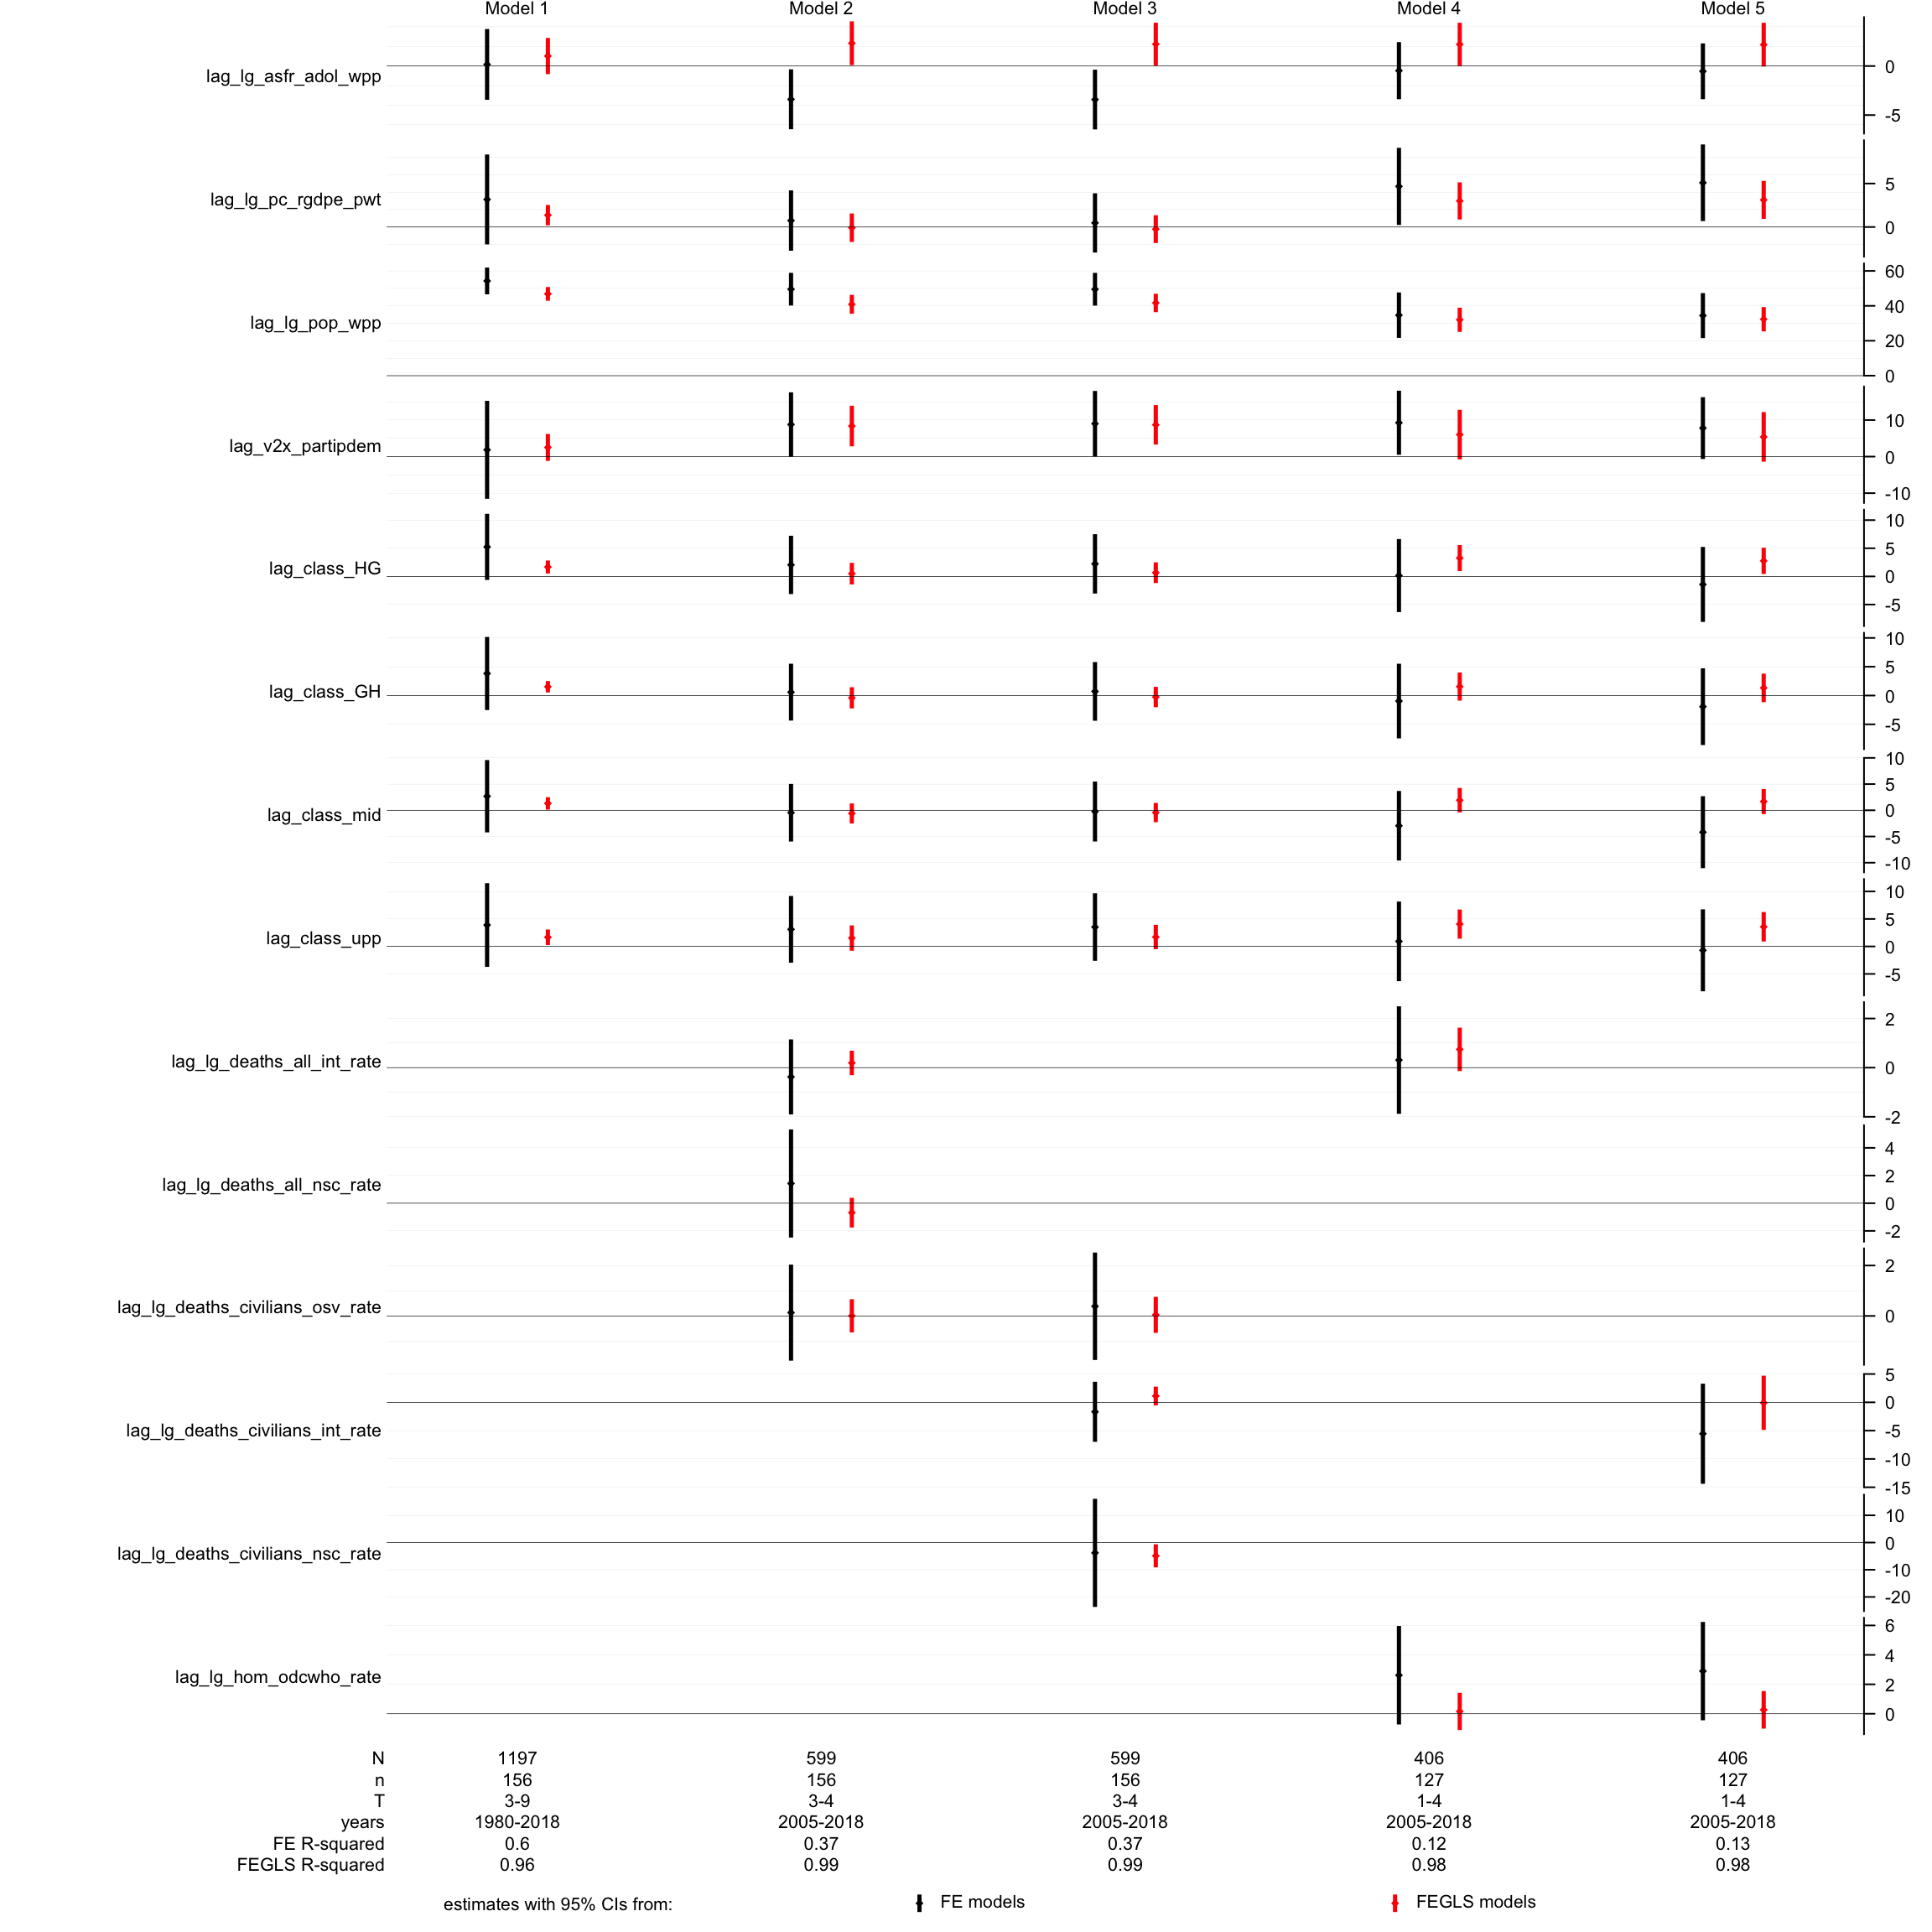 Model 1 Model 2 Model 3 Model 4 Model 5
lag_lg_asfr_adol_wpp
0
-5
lag_lg_pc_rgdpe_pwt
5
0
lag_lg_pop_wpp
60
40
20
0
lag_v2x_partipdem
10
0
-10
lag_class_HG
10
5
0
-5
lag_class_GH
10
5
0
-5
lag_class_mid
10
5
0
-5
-10
lag_class_upp
10
5
0
-5
lag_lg_deaths_all_int_rate
2
0
-2
lag_lg_deaths_all_nsc_rate
4
2
0
-2
lag_lg_deaths_civilians_osv_rate
2
0
lag_lg_deaths_civilians_int_rate
5
0
-5
-10
-15
lag_lg_deaths_civilians_nsc_rate
10
0
-10
-20
lag_lg_hom_odcwho_rate
6
4
2
0
N 1197 599 599 406 406
n 156 156 156 127 127
T 3-9 3-4 3-4 1-4 1-4
years 1980-2018 2005-2018 2005-2018 2005-2018 2005-2018
FE R-squared 0.6 0.37 0.37 0.12 0.13
FEGLS R-squared 0.96 0.99 0.99 0.98 0.98
estimates with 95% CIs from: FE models FEGLS models